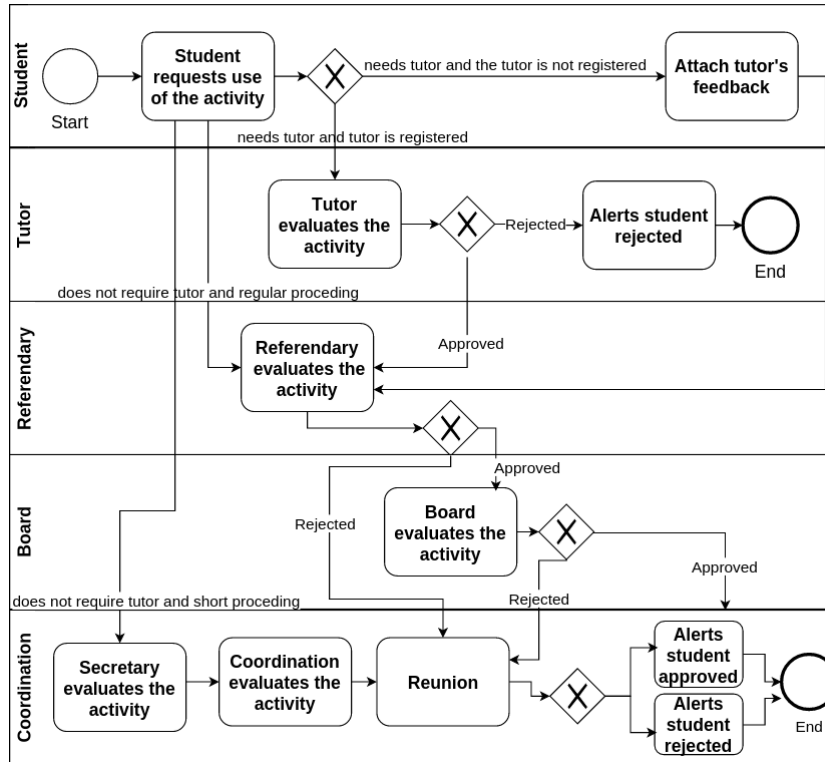 Student
Start
Student
requests use
of the activity
needs tutor and the tutor is not registered
Attach tutor's
feedback
needs tutor and tutor is registered
Tutor
Tutor
evaluates the
activity
Rejected
Alerts student
rejected
End
does not require tutor and regular proceding
Referendary
Referendary
evaluates the
activity
Approved
Board
Approved
Rejected
Board
evaluates the
activity
Approved
Rejected
does not require tutor and short proceding
Coordination
Secretary
evaluates the
activity
Coordination
evaluates the
activity
Reunion
Alerts
student
approved
Alerts
student
rejected
End